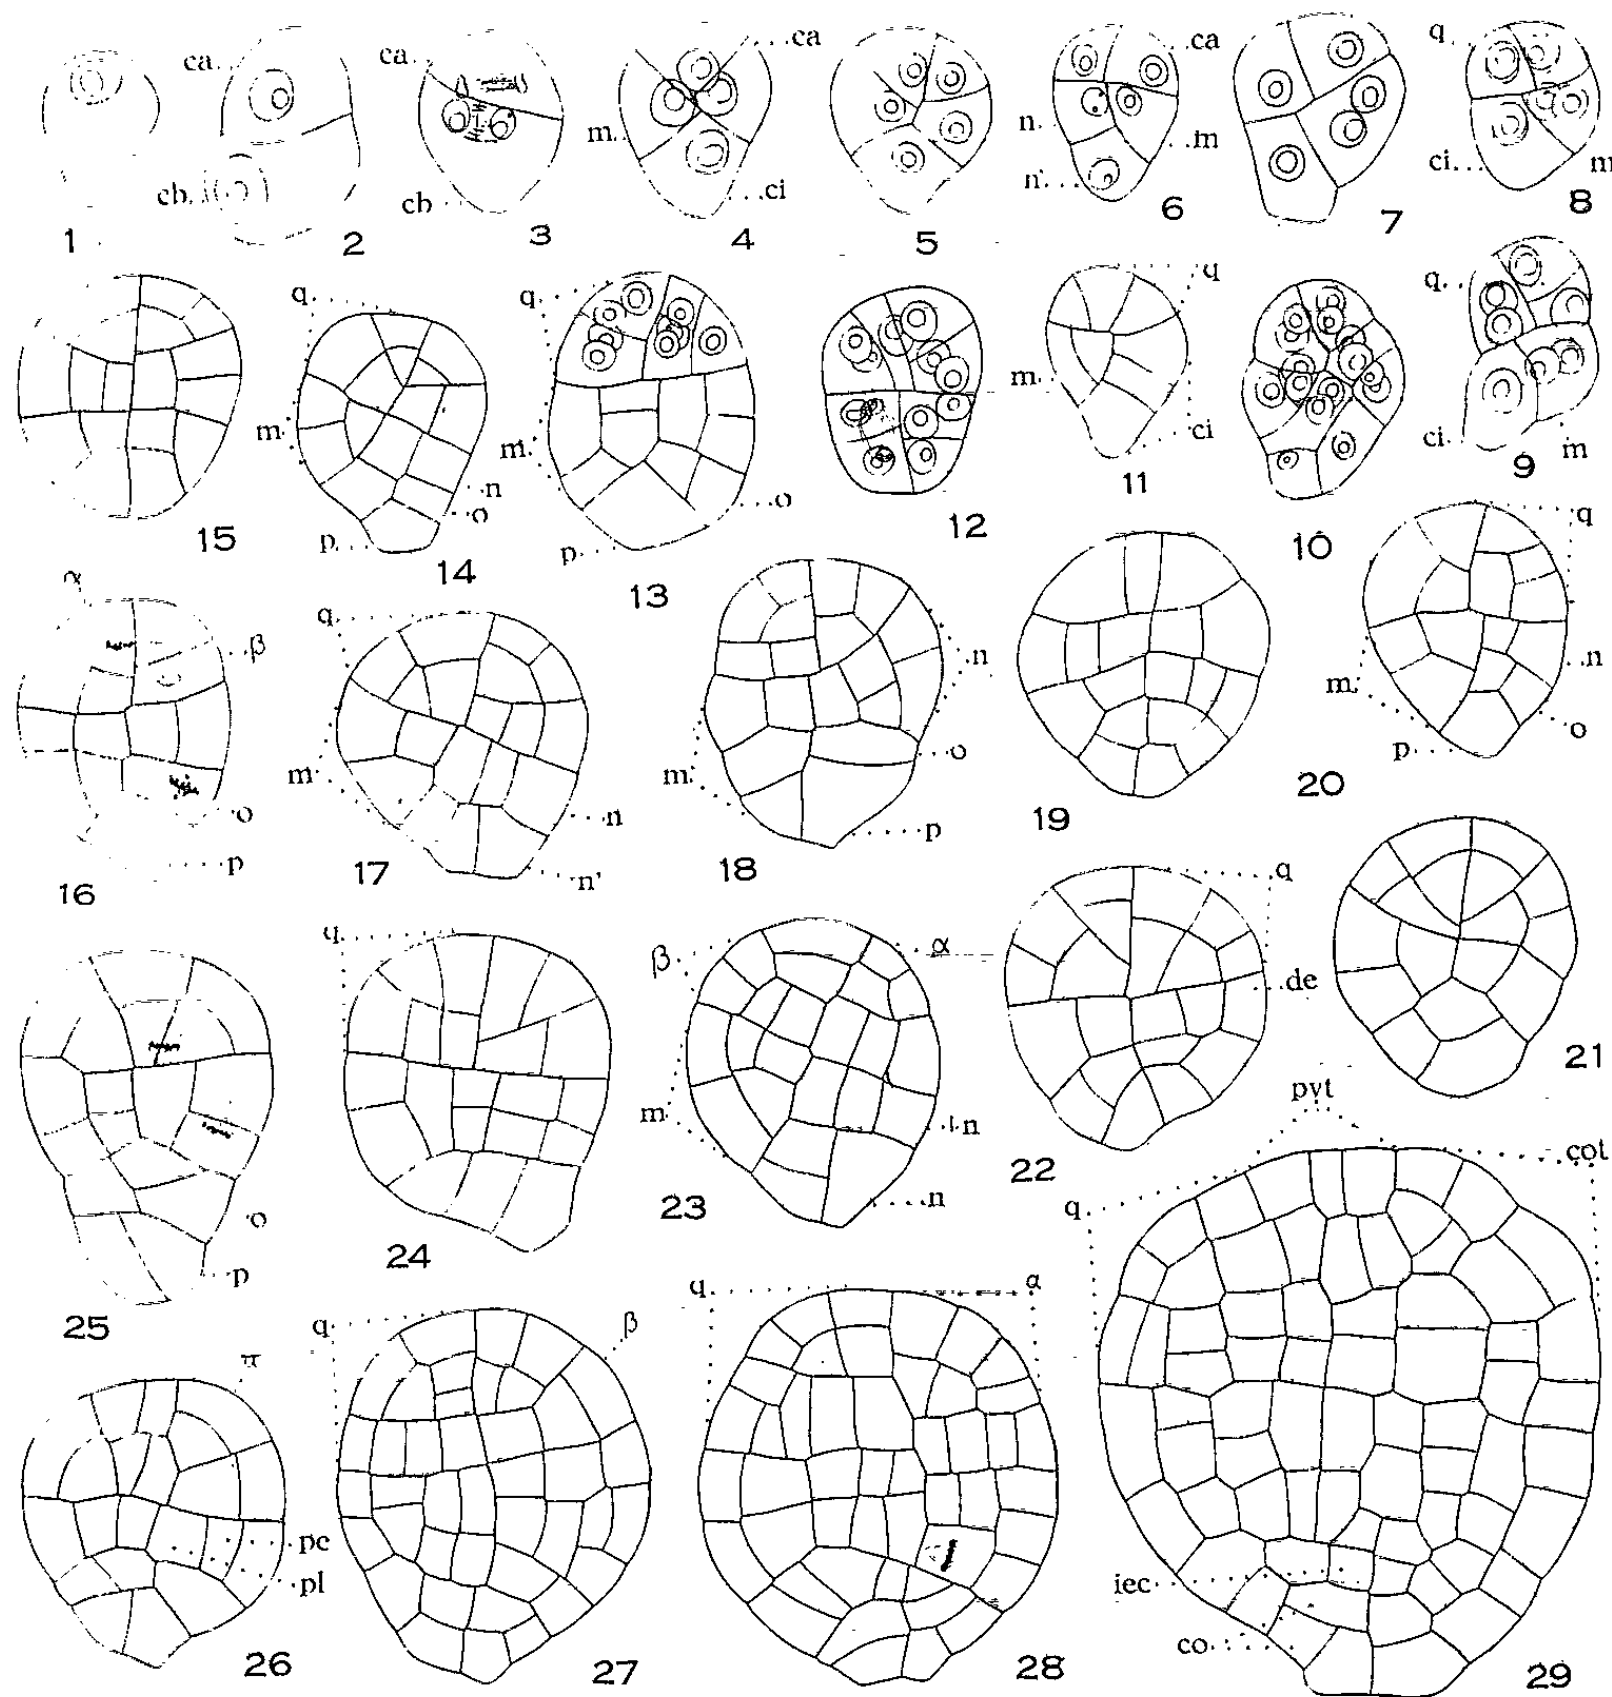 ca ca ca ca q
m n m
cb cb ci n' ci m
1 2 3 4 5 6 7 8
q q q q
m m m
n ci ci m
o o
p p
15 14 13 12 11 10 9
α q q
β n n
m m m
o o o
p p p
16 17 n' 18 19 20
q β α q
de
m n
o n
p
25 24 23 22 21
pvt
cot
q
π q β q α
pc
pl iec
co
26 27 28 29